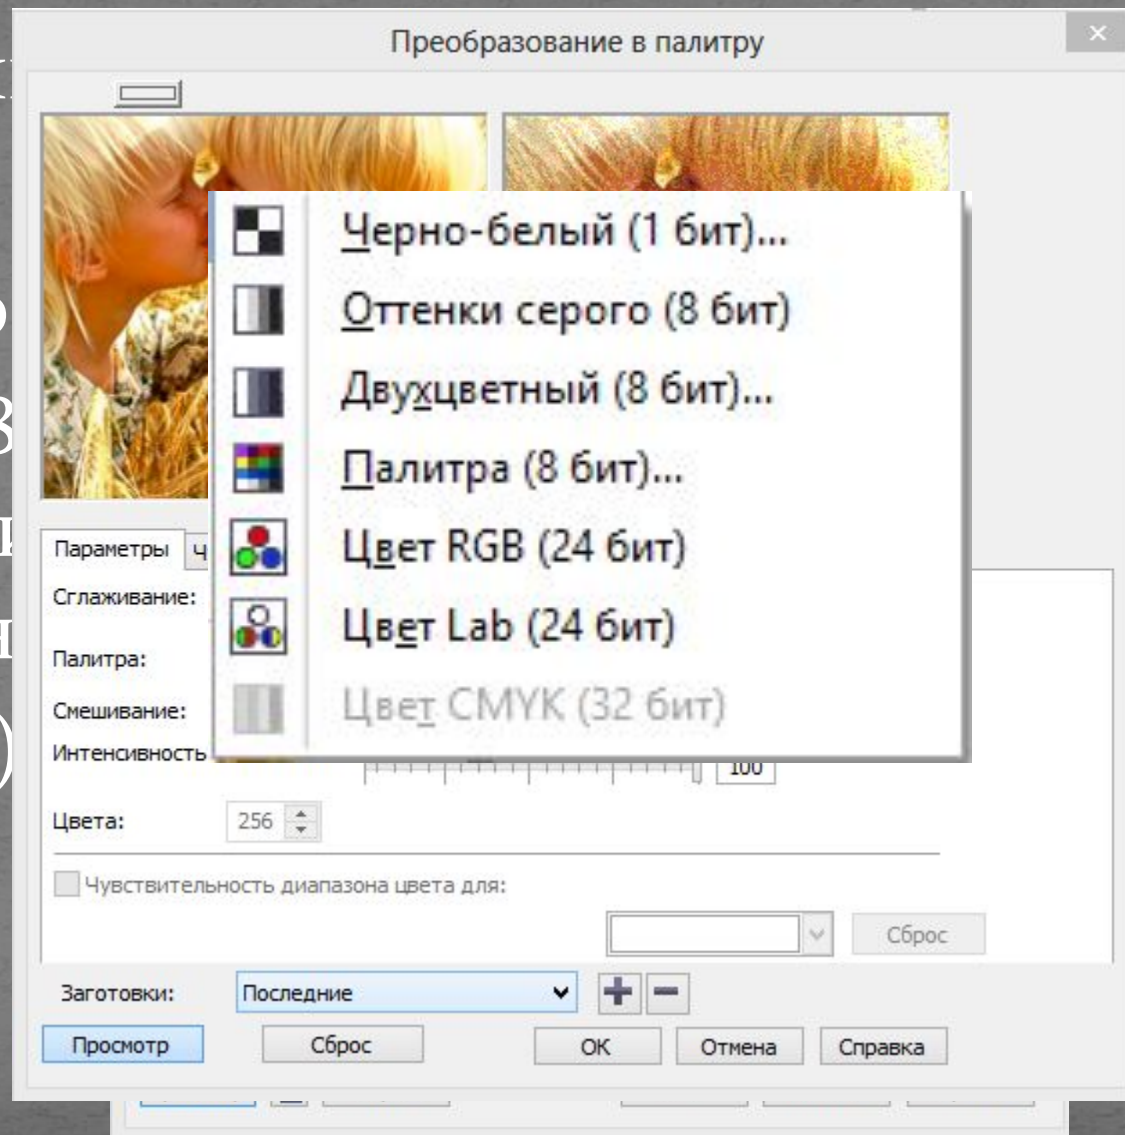 Преобразование в палитру
Черно-белый (1 бит)...
Оттенки серого (8 бит)
Двухцветный (8 бит)...
Палитра (8 бит)...
Цвет RGB (24 бит)
Цвет Lab (24 бит)
Цвет CMYK (32 бит)
Параметры
Сглаживание:
Палитра:
Смешивание:
Интенсивность
100
Цвета: 256
Чувствительность диапазона цвета для:
Сброс
Заготовки: Последние
Просмотр Сброс OK Отмена Справка